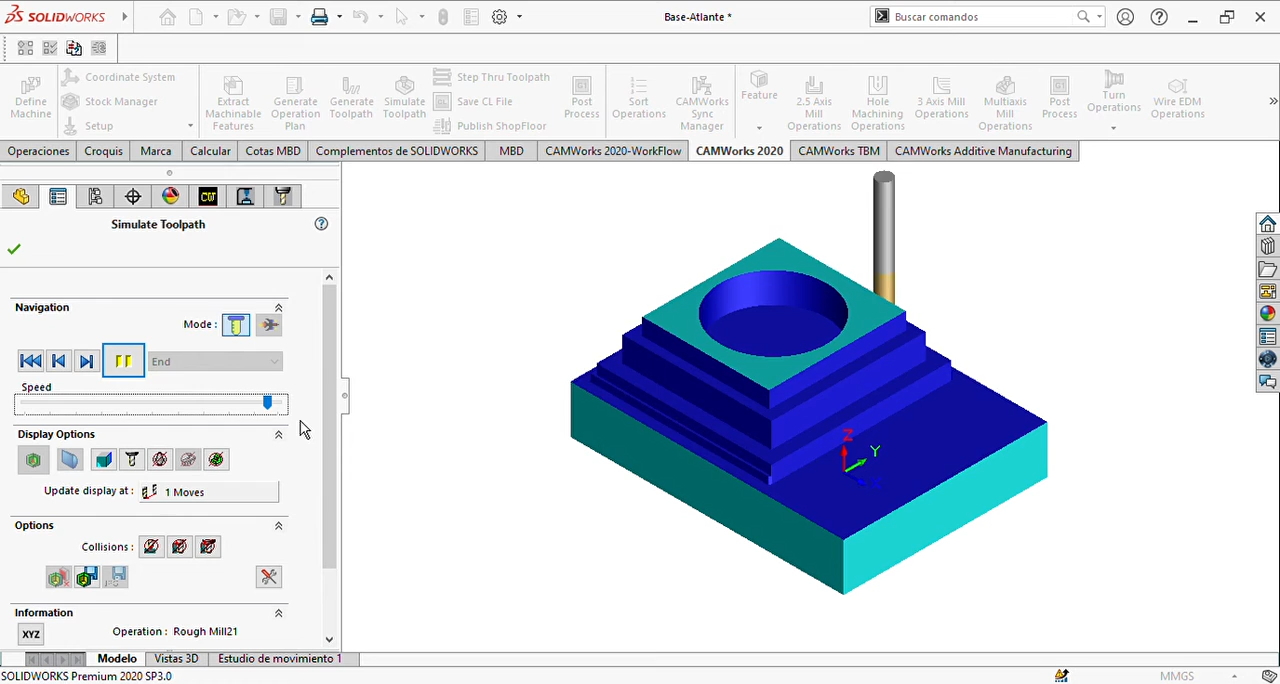 SOLIDWORKS
Base-Atlante *
Buscar comandos
Define Machine
Coordinate System
Stock Manager
Setup
Extract Machinable Features
Generate Operation Plan
Generate Toolpath
Simulate Toolpath
Step Thru Toolpath
Save CL File
Publish ShopFloor
Post Process
Sort Operations
CAMWorks Sync Manager
Feature
2.5 Axis Mill Operations
Hole Machining Operations
3 Axis Mill Operations
Multiaxis Mill Operations
Post Process
Turn Operations
Wire EDM Operations
Operaciones
Croquis
Marca
Calcular
Cotas MBD
Complementos de SOLIDWORKS
MBD
CAMWorks 2020-WorkFlow
CAMWorks 2020
CAMWorks TBM
CAMWorks Additive Manufacturing
Simulate Toolpath
Navigation
Mode :
End
Speed
Display Options
Update display at : 1 Moves
Options
Collisions :
Information
XYZ
Operation : Rough Mill21
Z
Y
Modelo
Vistas 3D
Estudio de movimiento 1
SOLIDWORKS Premium 2020 SP3.0
MMGS